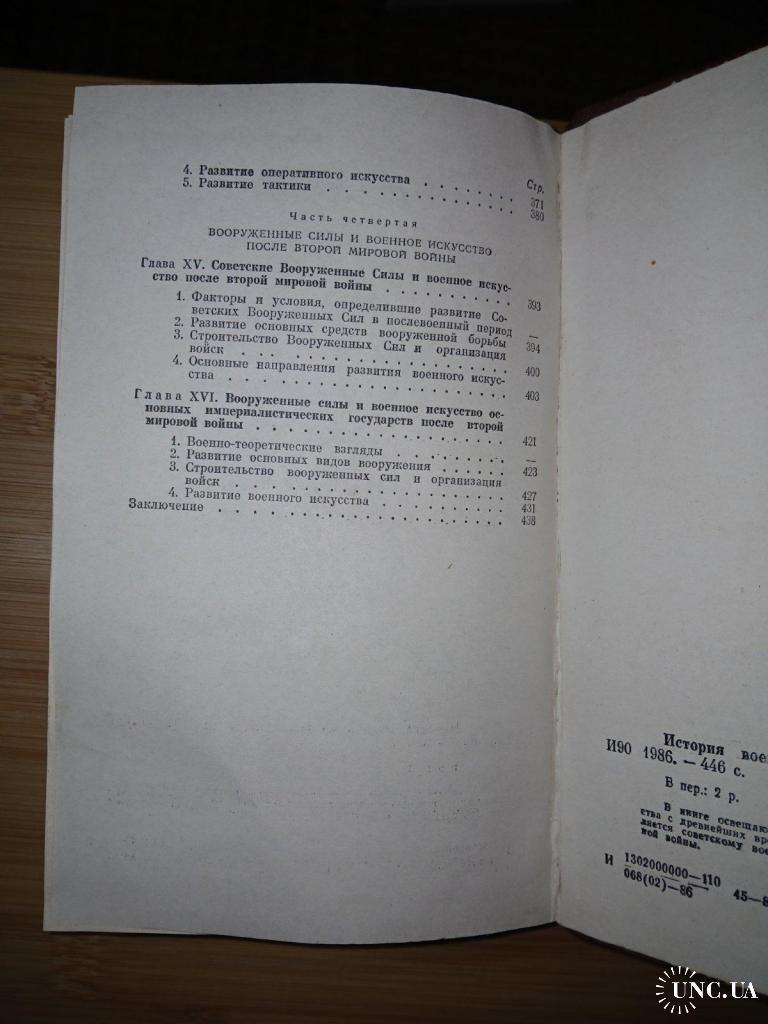 Стр.
4. Развитие оперативного искусства . . . . . . . 371
5. Развитие тактики . . . . . . . . . . . . . 380
Часть четвертая
ВООРУЖЕННЫЕ СИЛЫ И ВОЕННОЕ ИСКУССТВО
ПОСЛЕ ВТОРОЙ МИРОВОЙ ВОЙНЫ
Глава XV. Советские Вооруженные Силы и военное искус-
ство после второй мировой войны . . . . . . . . . . 393
1. Факторы и условия, определившие развитие Со-
ветских Вооруженных Сил в послевоенный период —
2. Развитие основных средств вооруженной борьбы 394
3. Строительство Вооруженных Сил и организация
войск . . . . . . . . . . . . . . . . . 400
4. Основные направления развития военного искус-
ства . . . . . . . . . . . . . . . . . 403
Глава XVI. Вооруженные силы и военное искусство ос-
новных империалистических государств после второй
мировой войны . . . . . . . . . . . . . . . . 421
1. Военно-теоретические взгляды . . . . . . . —
2. Развитие основных видов вооружения . . . . . 423
3. Строительство вооруженных сил и организация
войск . . . . . . . . . . . . . . . . . 427
4. Развитие военного искусства . . . . . . . . 431
Заключение . . . . . . . . . . . . . . . . . . 438
История вое
И90 1986. — 446 с.
В пер.: 2 р.
В книге освещаю
ства с древнейших вре
ляется советскому вое
ной войны.
И 1302000000—110
068(02)—86
45—8
UNC.UA